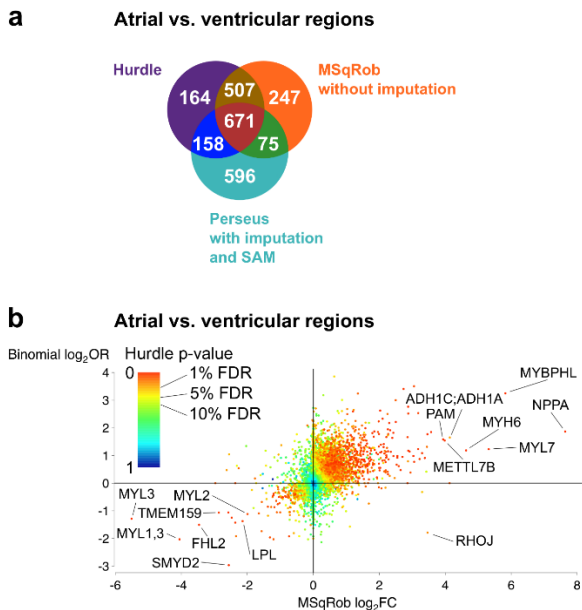 a
Atrial vs. ventricular regions
Hurdle
MSqRob
without imputation
164
507
247
671
158
75
596
Perseus
with imputation
and SAM
b
Atrial vs. ventricular regions
Binomial log₂OR
Hurdle p-value
0
1% FDR
5% FDR
10% FDR
1
MYBPHL
ADH1C;ADH1A
NPPA
PAM
MYH6
MYL7
METTL7B
MYL3
MYL2
TMEM159
MYL1,3
FHL2
LPL
SMYD2
RHOJ
4
3
2
1
0
-1
-2
-3
-6
-4
-2
0
2
4
6
8
MSqRob log₂FC